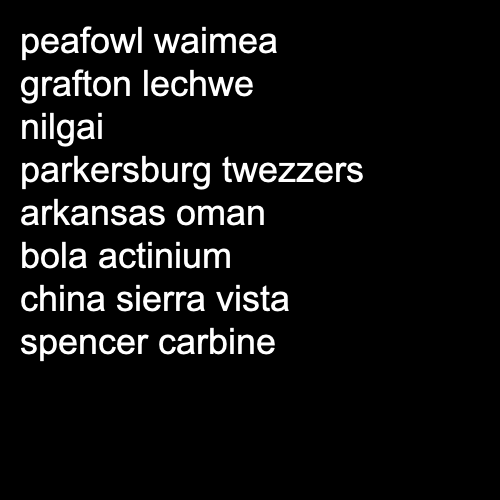 peafowl waimea
grafton lechwe
nilgai
parkersburg twezzers
arkansas oman
bola actinium
china sierra vista
spencer carbine